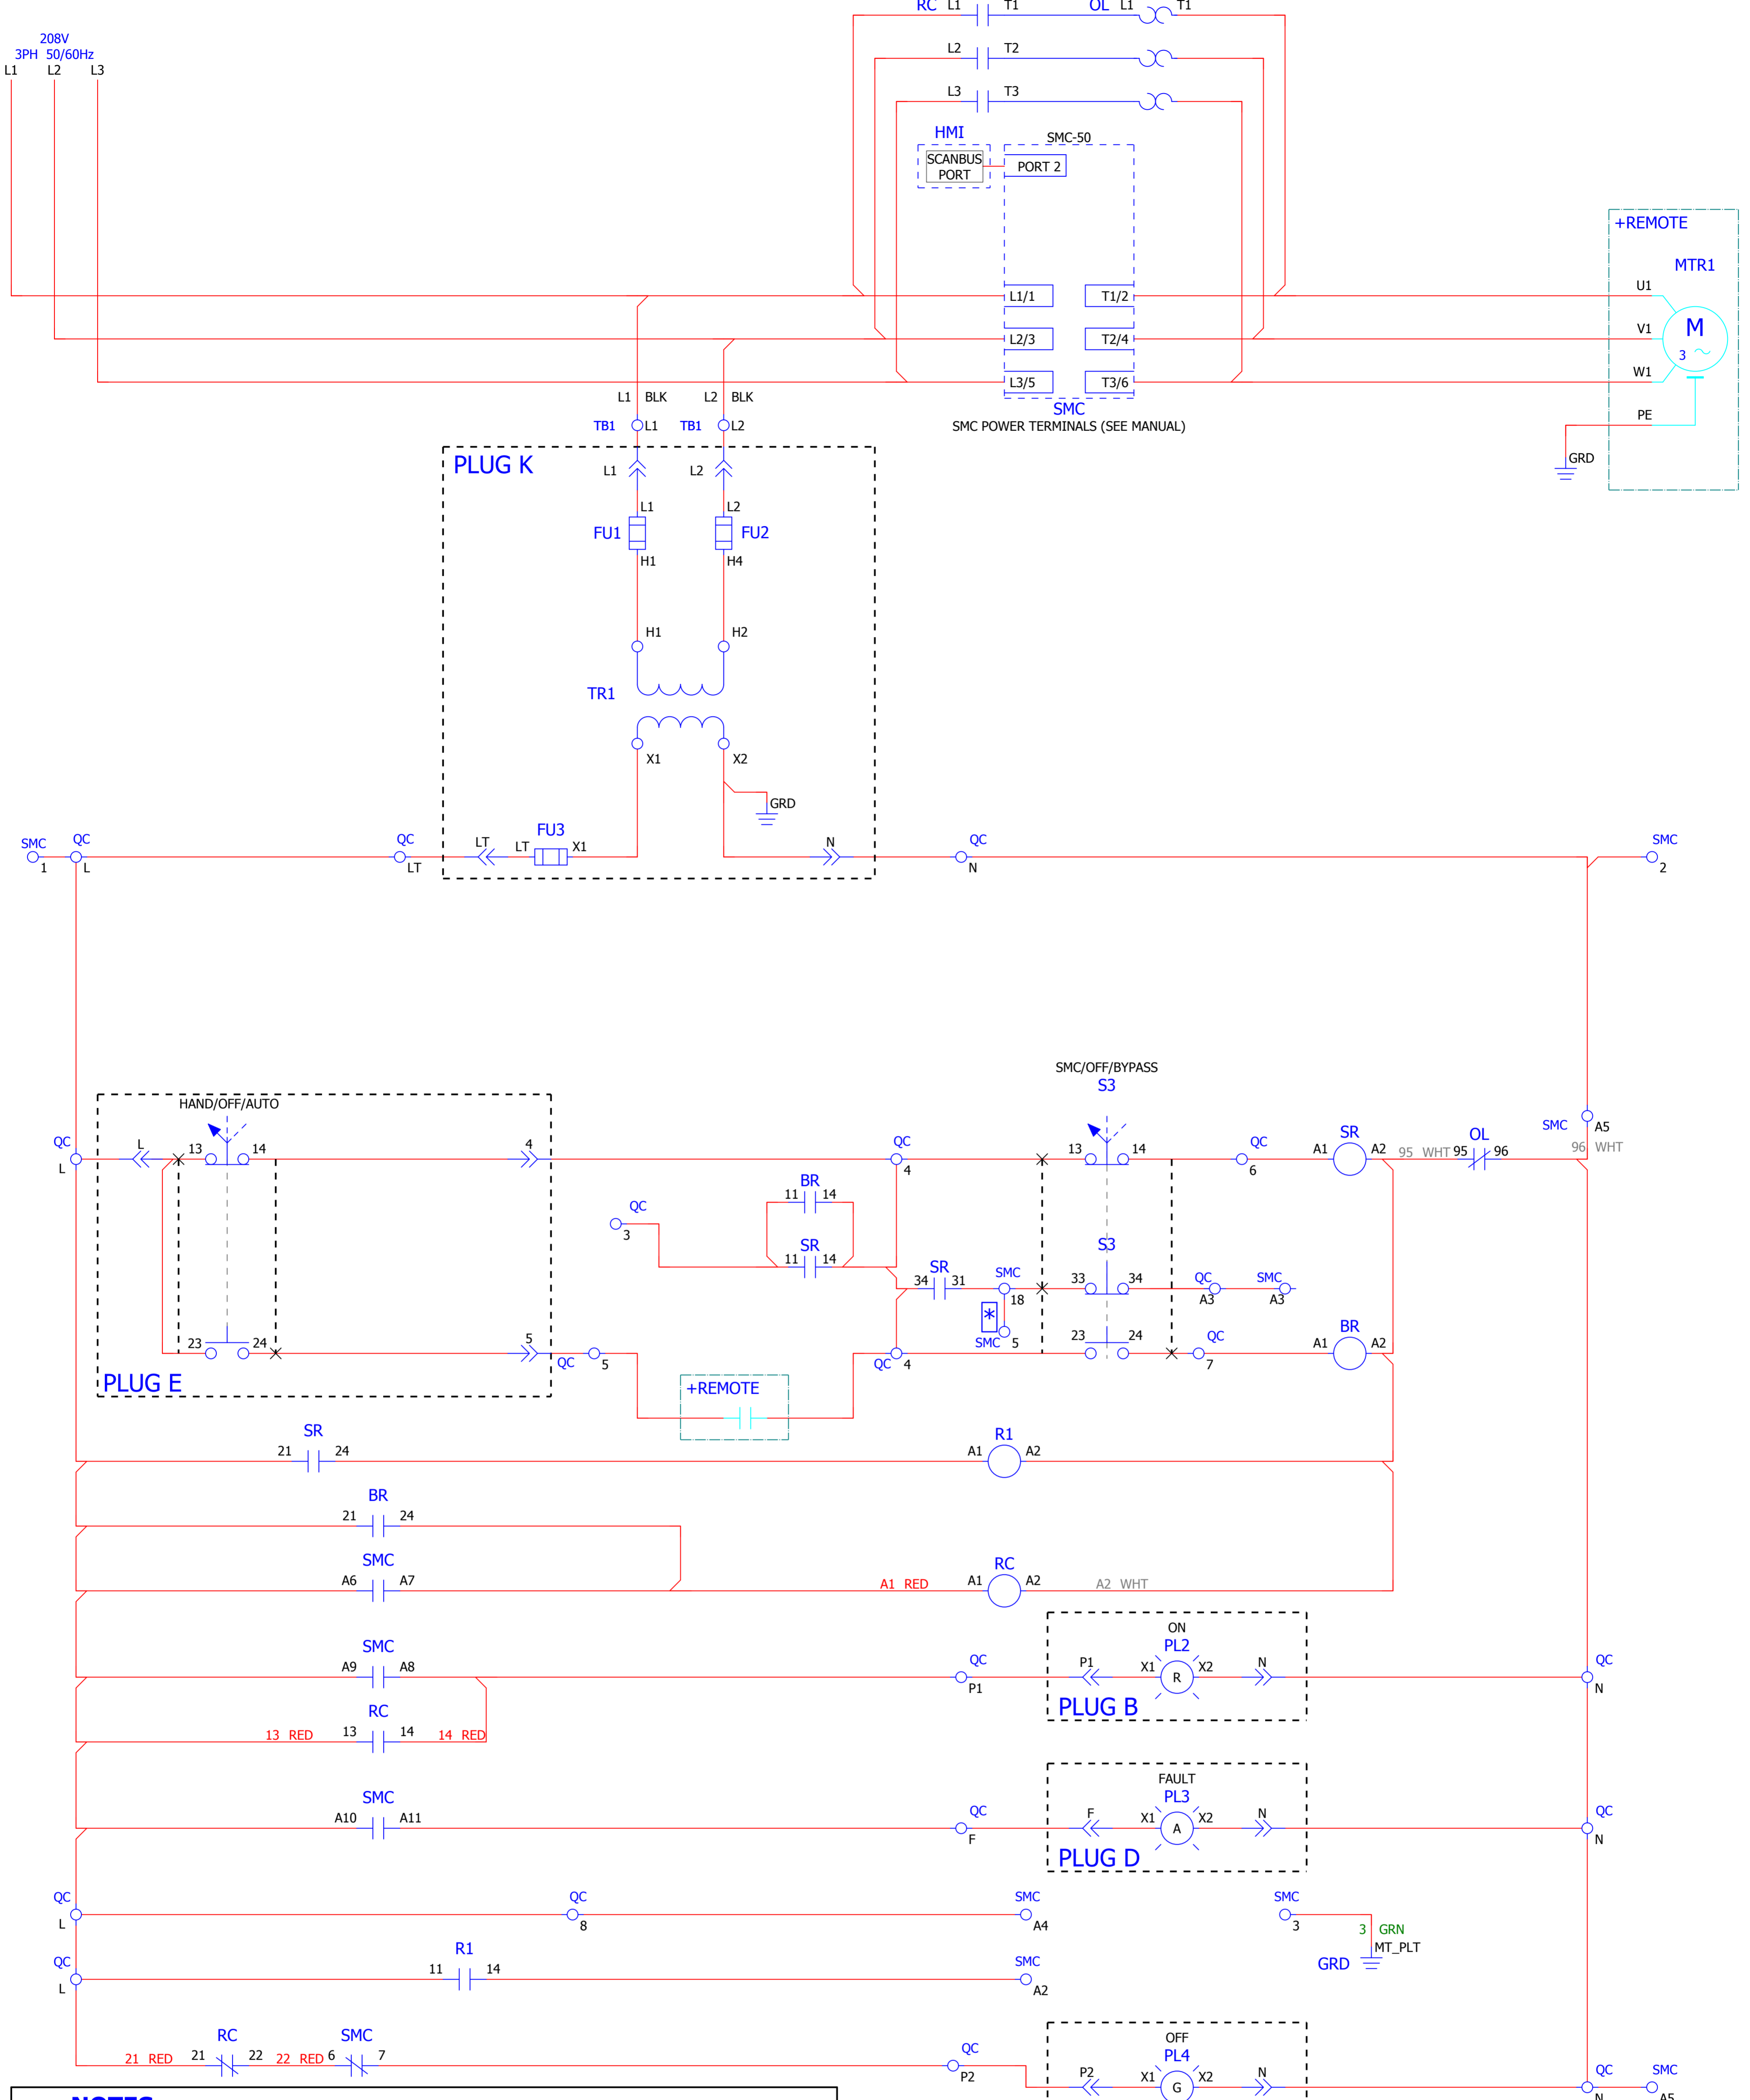 RC L1 T1 OL L1 T1
208V
3PH 50/60Hz
L1 L2 L3
L2 T2
L3 T3
HMI
SMC-50
SCANBUS
PORT
PORT 2
+REMOTE
MTR1
L1/1 T1/2 U1
L2/3 T2/4 V1
M
3
L3/5 T3/6 W1
L1 BLK L2 BLK
SMC
PE
TB1 L1 TB1 L2
SMC POWER TERMINALS (SEE MANUAL)
GRD
PLUG K
L1 L2
L1 L2
FU1 FU2
H1 H4
H1 H2
TR1
X1 X2
GRD
SMC QC QC LT LT FU3 X1 N QC SMC
1 L LT N 2
SMC/OFF/BYPASS
S3
HAND/OFF/AUTO
SMC A5
QC L 13 14 4 QC 13 14 QC SR OL
A1 A2 95 WHT 95 96 96 WHT
L 4 6
BR
11 14
QC
3
SR
11 14
S3
SR
34 31 SMC 33 34 QC SMC
18 A3 A3
*
SMC 5
23 24 5 23 24 QC BR
A1 A2
QC 5 QC 4 7
PLUG E
+REMOTE
SR
21 24
R1
A1 A2
BR
21 24
SMC
A6 A7
RC
A1 RED A1 A2 A2 WHT
ON
SMC PL2
A9 A8 QC P1 X1 R X2 N QC
P1 N
PLUG B
RC
13 RED 13 14 14 RED
FAULT
SMC PL3
A10 A11 QC F X1 A X2 N QC
F N
PLUG D
QC QC SMC SMC
L 8 A4 3
3 GRN
MT_PLT
GRD
QC R1 SMC
L 11 14 A2
OFF
RC SMC PL4
21 RED 21 22 22 RED 6 7 QC P2 X1 G X2 N QC SMC
P2 N A5
NOTES